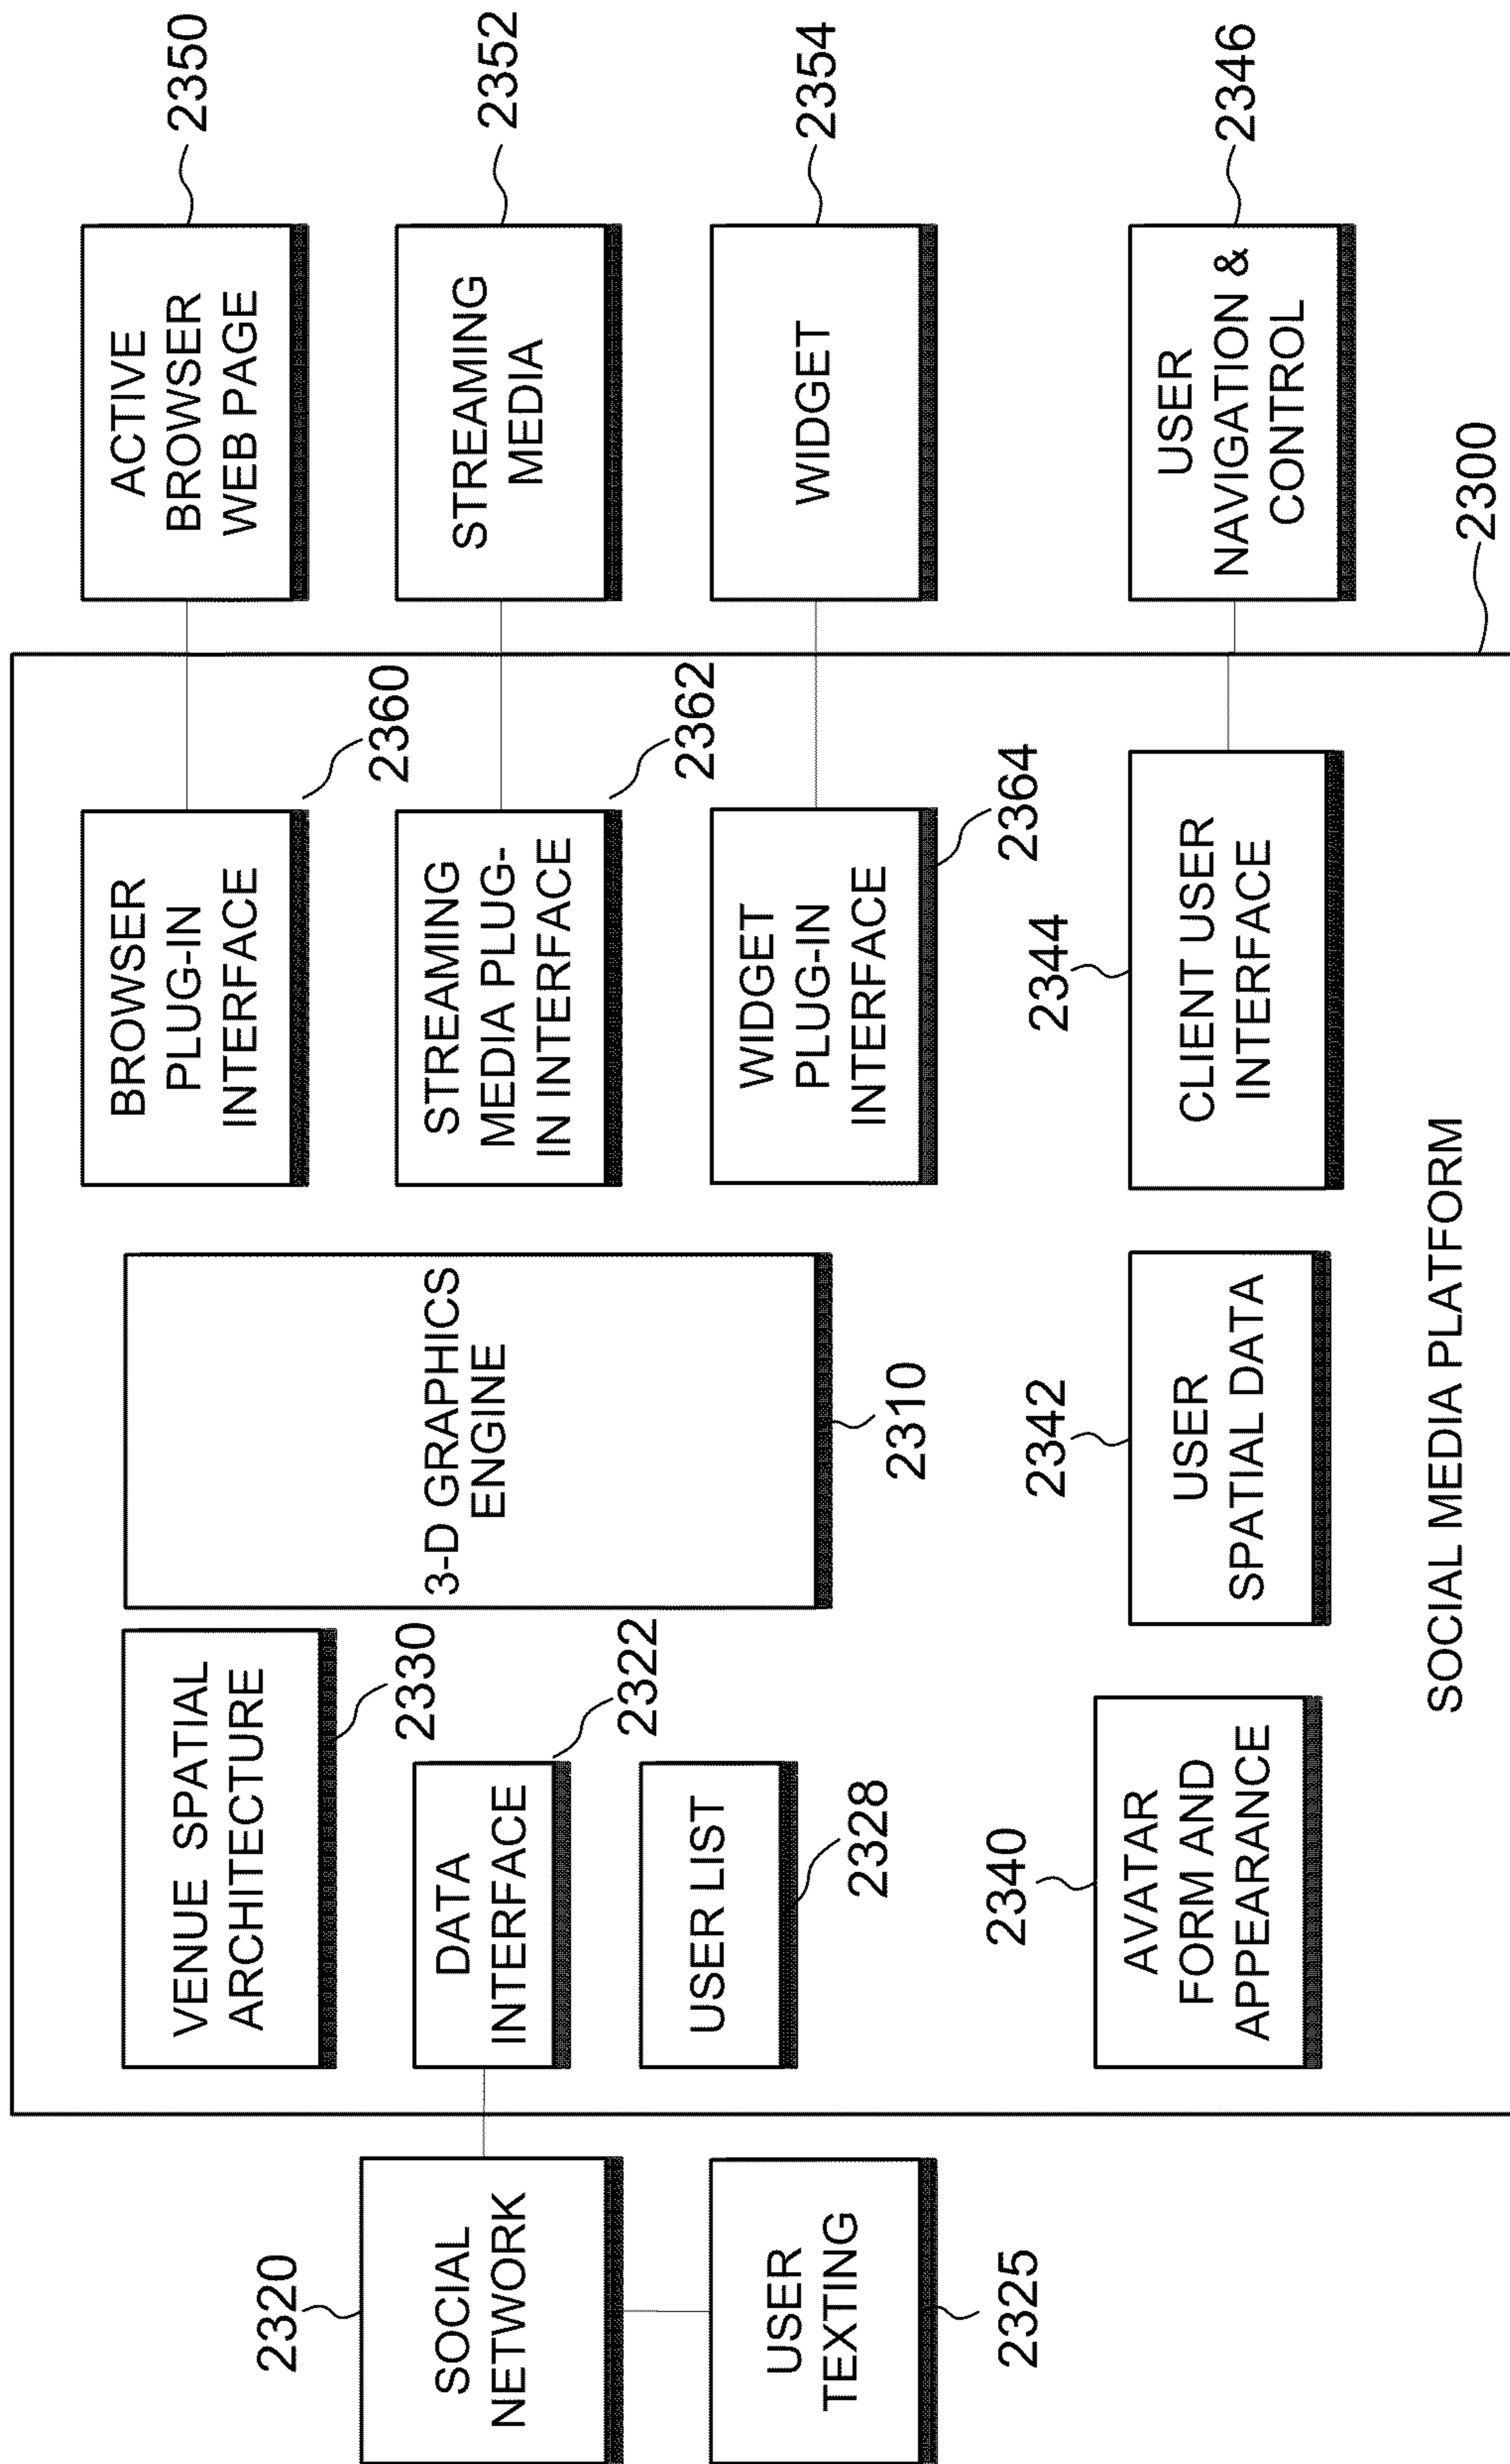 2320
SOCIAL
NETWORK
USER
TEXTING
2325
VENUE SPATIAL
ARCHITECTURE
2330
DATA
INTERFACE
2322
USER LIST
2328
2340
AVATAR
FORM AND
APPEARANCE
3-D GRAPHICS
ENGINE
2310
2342
USER
SPATIAL DATA
BROWSER
PLUG-IN
INTERFACE
2360
STREAMING
MEDIA PLUG-
IN INTERFACE
2362
WIDGET
PLUG-IN
INTERFACE
2364
2344
CLIENT USER
INTERFACE
SOCIAL MEDIA PLATFORM
2300
ACTIVE
BROWSER
WEB PAGE
2350
STREAMING
MEDIA
2352
WIDGET
2354
USER
NAVIGATION &
CONTROL
2346